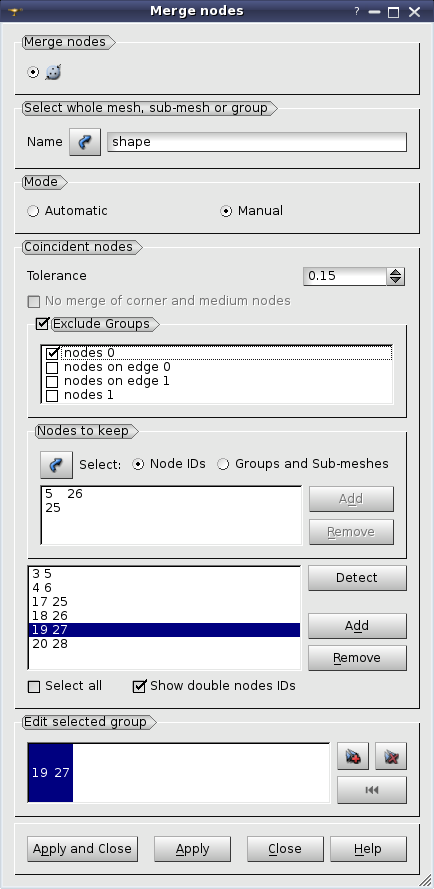 Merge nodes
?
Merge nodes
Select whole mesh, sub-mesh or group
Name shape
Mode
Automatic Manual
Coincident nodes
Tolerance 0.15
No merge of corner and medium nodes
Exclude Groups
nodes 0
nodes on edge 0
nodes on edge 1
nodes 1
Nodes to keep
Select: Node IDs Groups and Sub-meshes
5 26
25
Add
Remove
3 5
4 6
17 25
18 26
19 27
20 28
Detect
Add
Remove
Select all Show double nodes IDs
Edit selected group
19 27
Apply and Close Apply Close Help